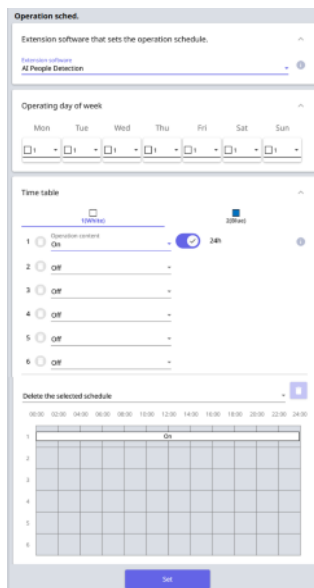 Operation sched.
Extension software that sets the operation schedule.
Extension software
AI People Detection
Operating day of week
Mon Tue Wed Thu Fri Sat Sun
1 1 1 1 1 1 1
Time table
1(White) 2(Blue)
Operation content
1 On 24h
2 Off
3 Off
4 Off
5 Off
6 Off
Delete the selected schedule
00:00 02:00 04:00 06:00 08:00 10:00 12:00 14:00 16:00 18:00 20:00 22:00 24:00
1 On
2
3
4
5
6
Set